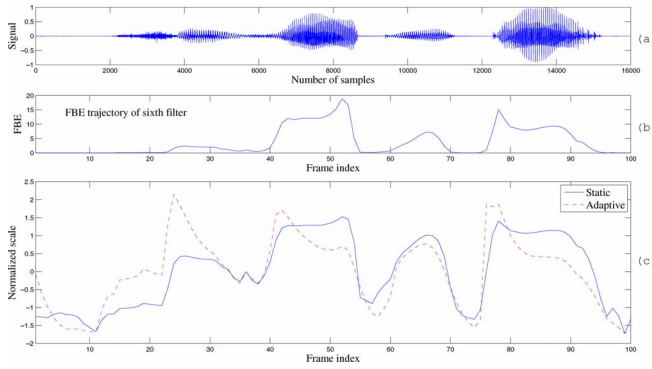 1
0.5
0
−0.5
−1
Signal
0 2000 4000 6000 8000 10000 12000 14000 16000
Number of samples
(a
20
15
10
5
0
FBE
FBE trajectory of sixth filter
10 20 30 40 50 60 70 80 90 100
Frame index
(b
2.5
2
1.5
1
0.5
0
−0.5
−1
−1.5
−2
Normalized scale
Static
Adaptive
10 20 30 40 50 60 70 80 90 100
Frame index
(c